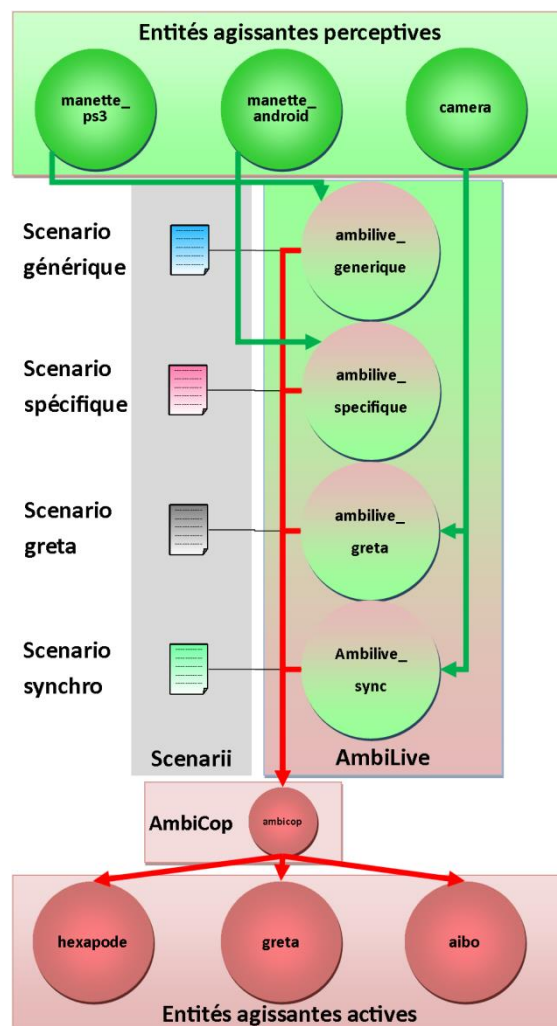 Entités agissantes perceptives
manette_
ps3
manette_
android
camera
Scenario
générique
ambilive_
generique
Scenario
spécifique
ambilive_
specifique
Scenario
greta
ambilive_
greta
Scenario
synchro
Ambilive_
sync
Scenarii
AmbiLive
AmbiCop
ambicop
hexapode
greta
aibo
Entités agissantes actives